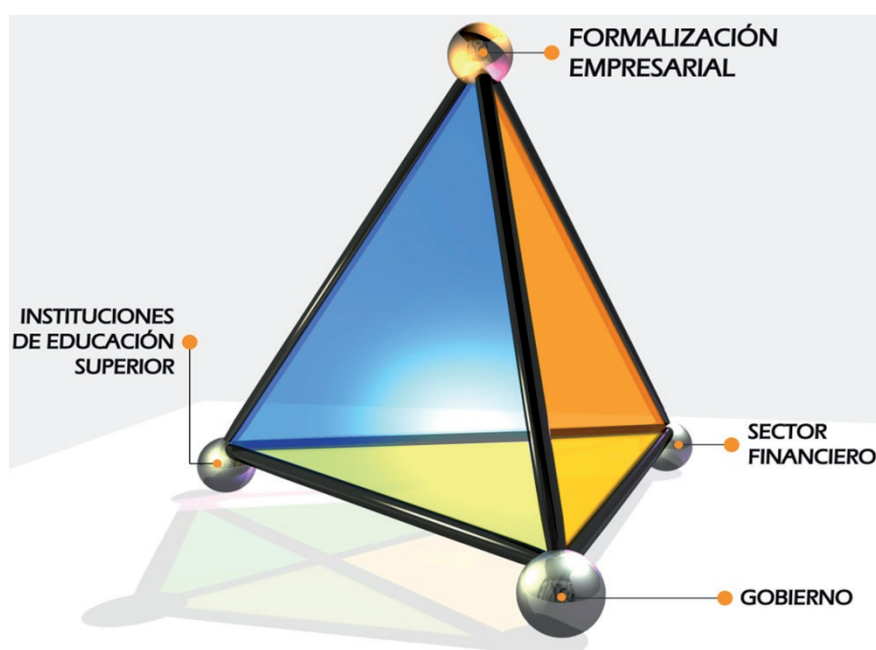 FORMALIZACIÓN
EMPRESARIAL
INSTITUCIONES
DE EDUCACIÓN
SUPERIOR
SECTOR
FINANCIERO
GOBIERNO